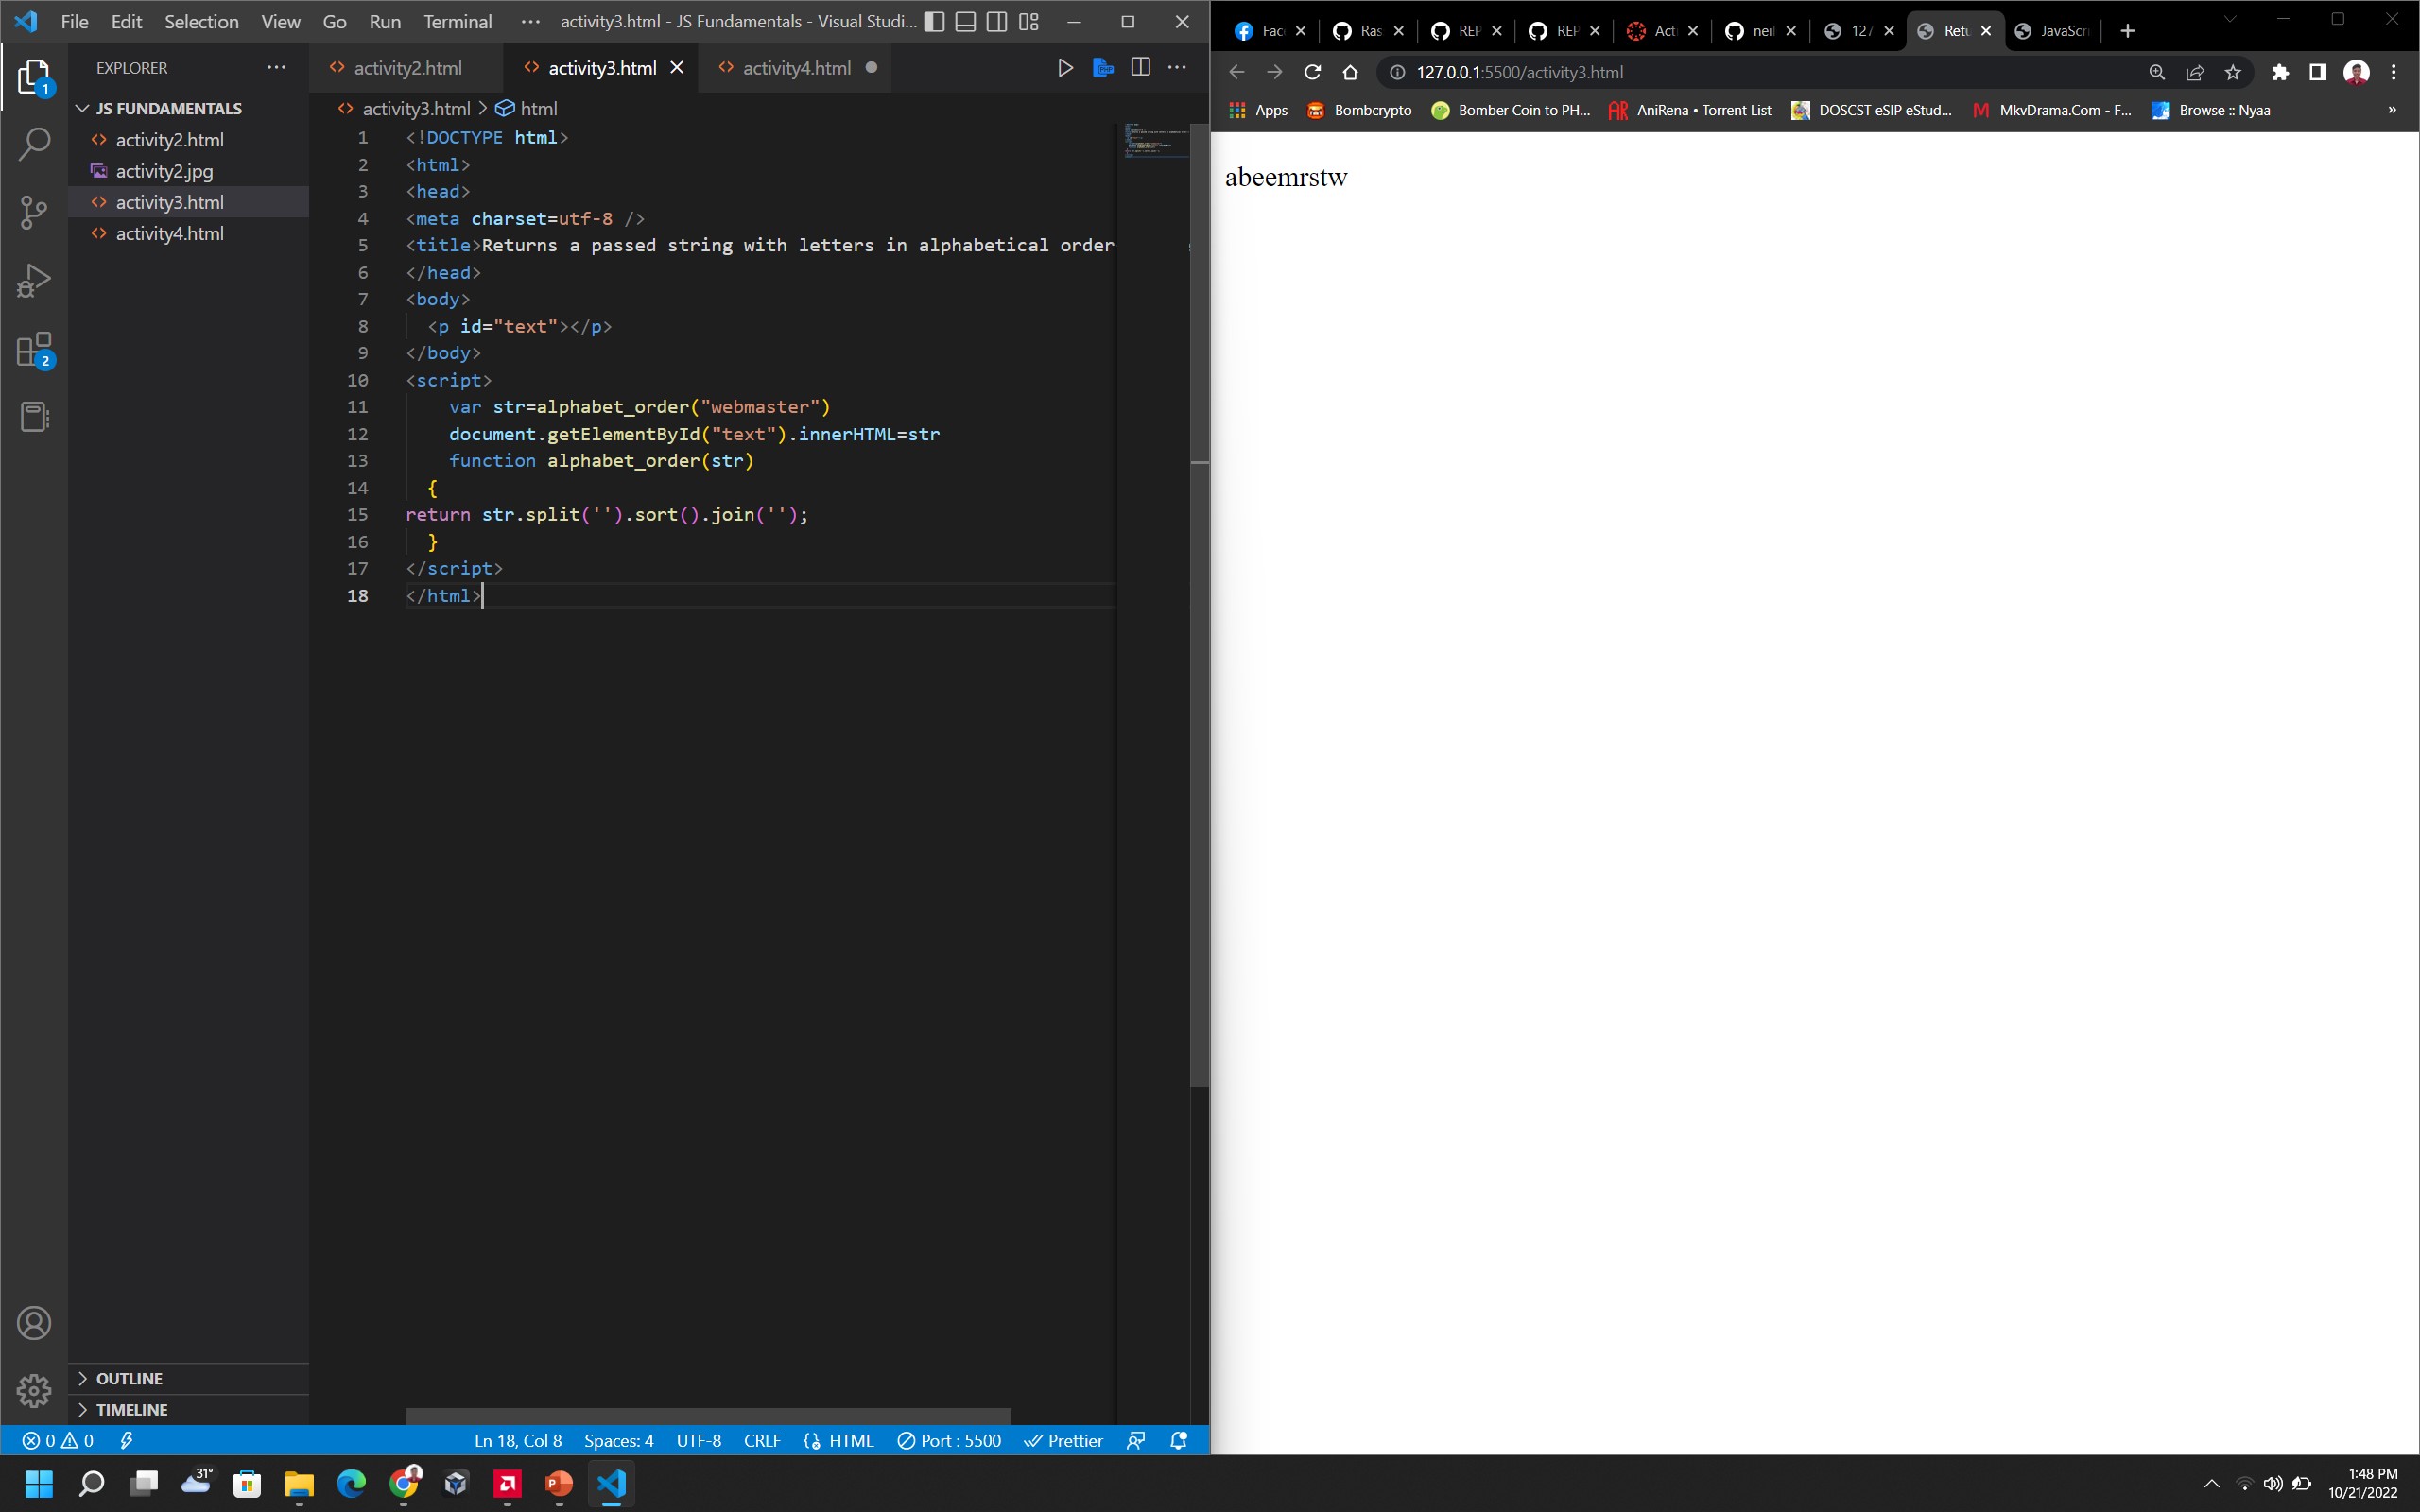 File Edit Selection View Go Run Terminal ··· activity3.html - JS Fundamentals - Visual Studi...
EXPLORER ···
JS FUNDAMENTALS
activity2.html
activity2.jpg
activity3.html
activity4.html
OUTLINE
TIMELINE
1
2
activity2.html activity3.html activity4.html
activity3.html > html
1 <!DOCTYPE html>
2 <html>
3 <head>
4 <meta charset=utf-8 />
5 <title>Returns a passed string with letters in alphabetical order
6 </head>
7 <body>
8 <p id="text"></p>
9 </body>
10 <script>
11 var str=alphabet_order("webmaster")
12 document.getElementById("text").innerHTML=str
13 function alphabet_order(str)
14 {
15 return str.split('').sort().join('');
16 }
17 </script>
18 </html>
0 0 Ln 18, Col 8 Spaces: 4 UTF-8 CRLF HTML Port : 5500 Prettier
Fac Ras REP REP Acti neil 127 Retu JavaScri
127.0.0.1:5500/activity3.html
Apps Bombcrypto Bomber Coin to PH... AniRena • Torrent List DOSCST eSIP eStud... MkvDrama.Com - F... Browse :: Nyaa »
abeemrstw
31°
1:48 PM
10/21/2022